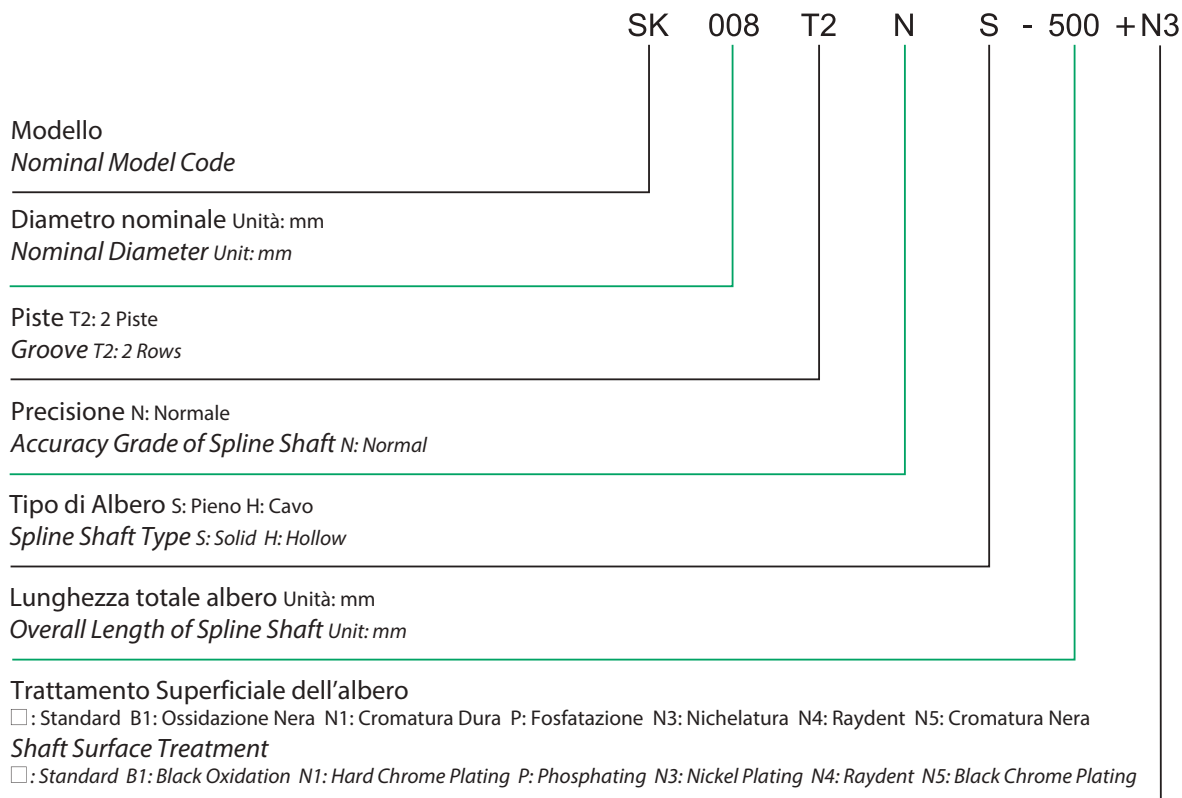 SK 008 T2 N S - 500 +N3
Modello
Nominal Model Code
Diametro nominale Unità: mm
Nominal Diameter Unit: mm
Piste T2: 2 Piste
Groove T2: 2 Rows
Precisione N: Normale
Accuracy Grade of Spline Shaft N: Normal
Tipo di Albero S: Pieno H: Cavo
Spline Shaft Type S: Solid H: Hollow
Lunghezza totale albero Unità: mm
Overall Length of Spline Shaft Unit: mm
Trattamento Superficiale dell'albero
□: Standard B1: Ossidazione Nera N1: Cromatura Dura P: Fosfatazione N3: Nichelatura N4: Raydent N5: Cromatura Nera
Shaft Surface Treatment
□: Standard B1: Black Oxidation N1: Hard Chrome Plating P: Phosphating N3: Nickel Plating N4: Raydent N5: Black Chrome Plating